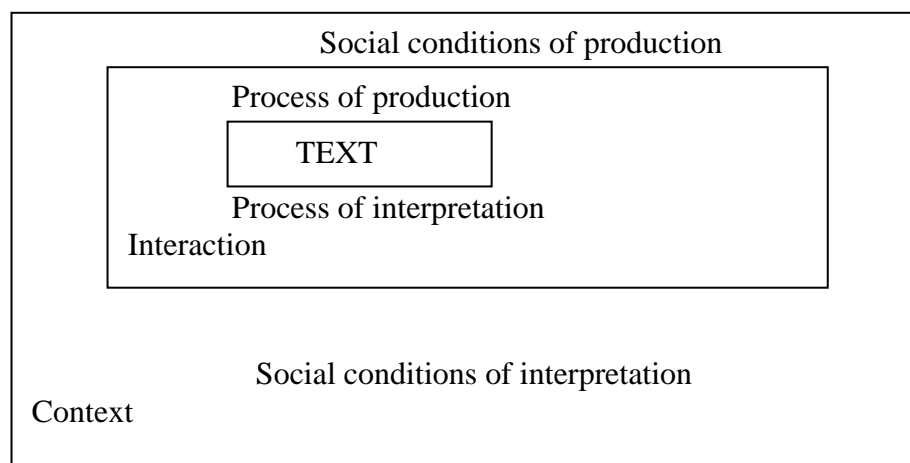 Social conditions of production
Process of production
TEXT
Process of interpretation
Interaction
Social conditions of interpretation
Context